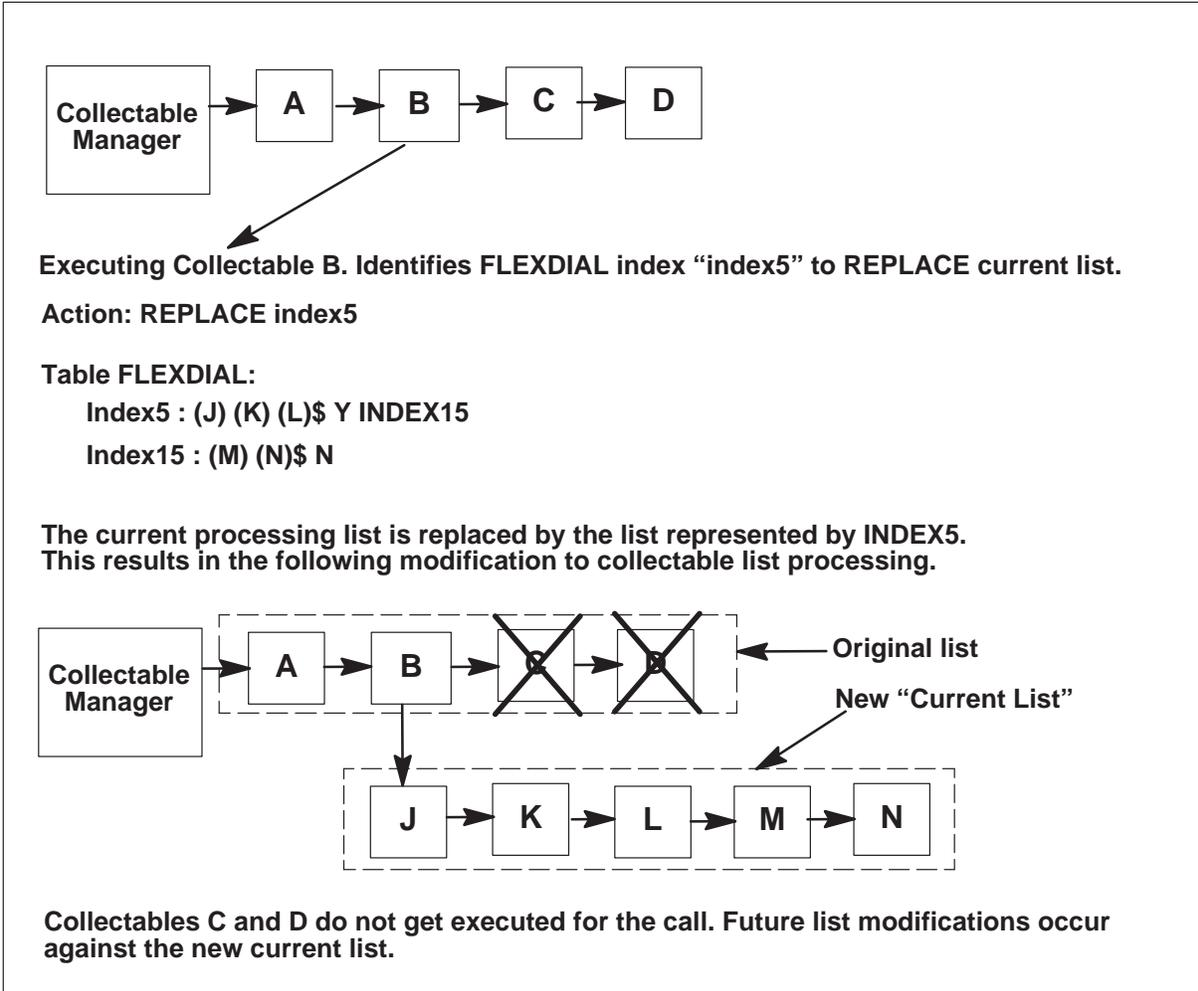 Collectable
Manager
A
B
C
D
Executing Collectable B. Identifies FLEXDIAL index “index5” to REPLACE current list.
Action: REPLACE index5
Table FLEXDIAL:
Index5 : (J) (K) (L)$ Y INDEX15
Index15 : (M) (N)$ N
The current processing list is replaced by the list represented by INDEX5.
This results in the following modification to collectable list processing.
Collectable
Manager
A
B
C
D
Original list
New “Current List”
J
K
L
M
N
Collectables C and D do not get executed for the call. Future list modifications occur
against the new current list.